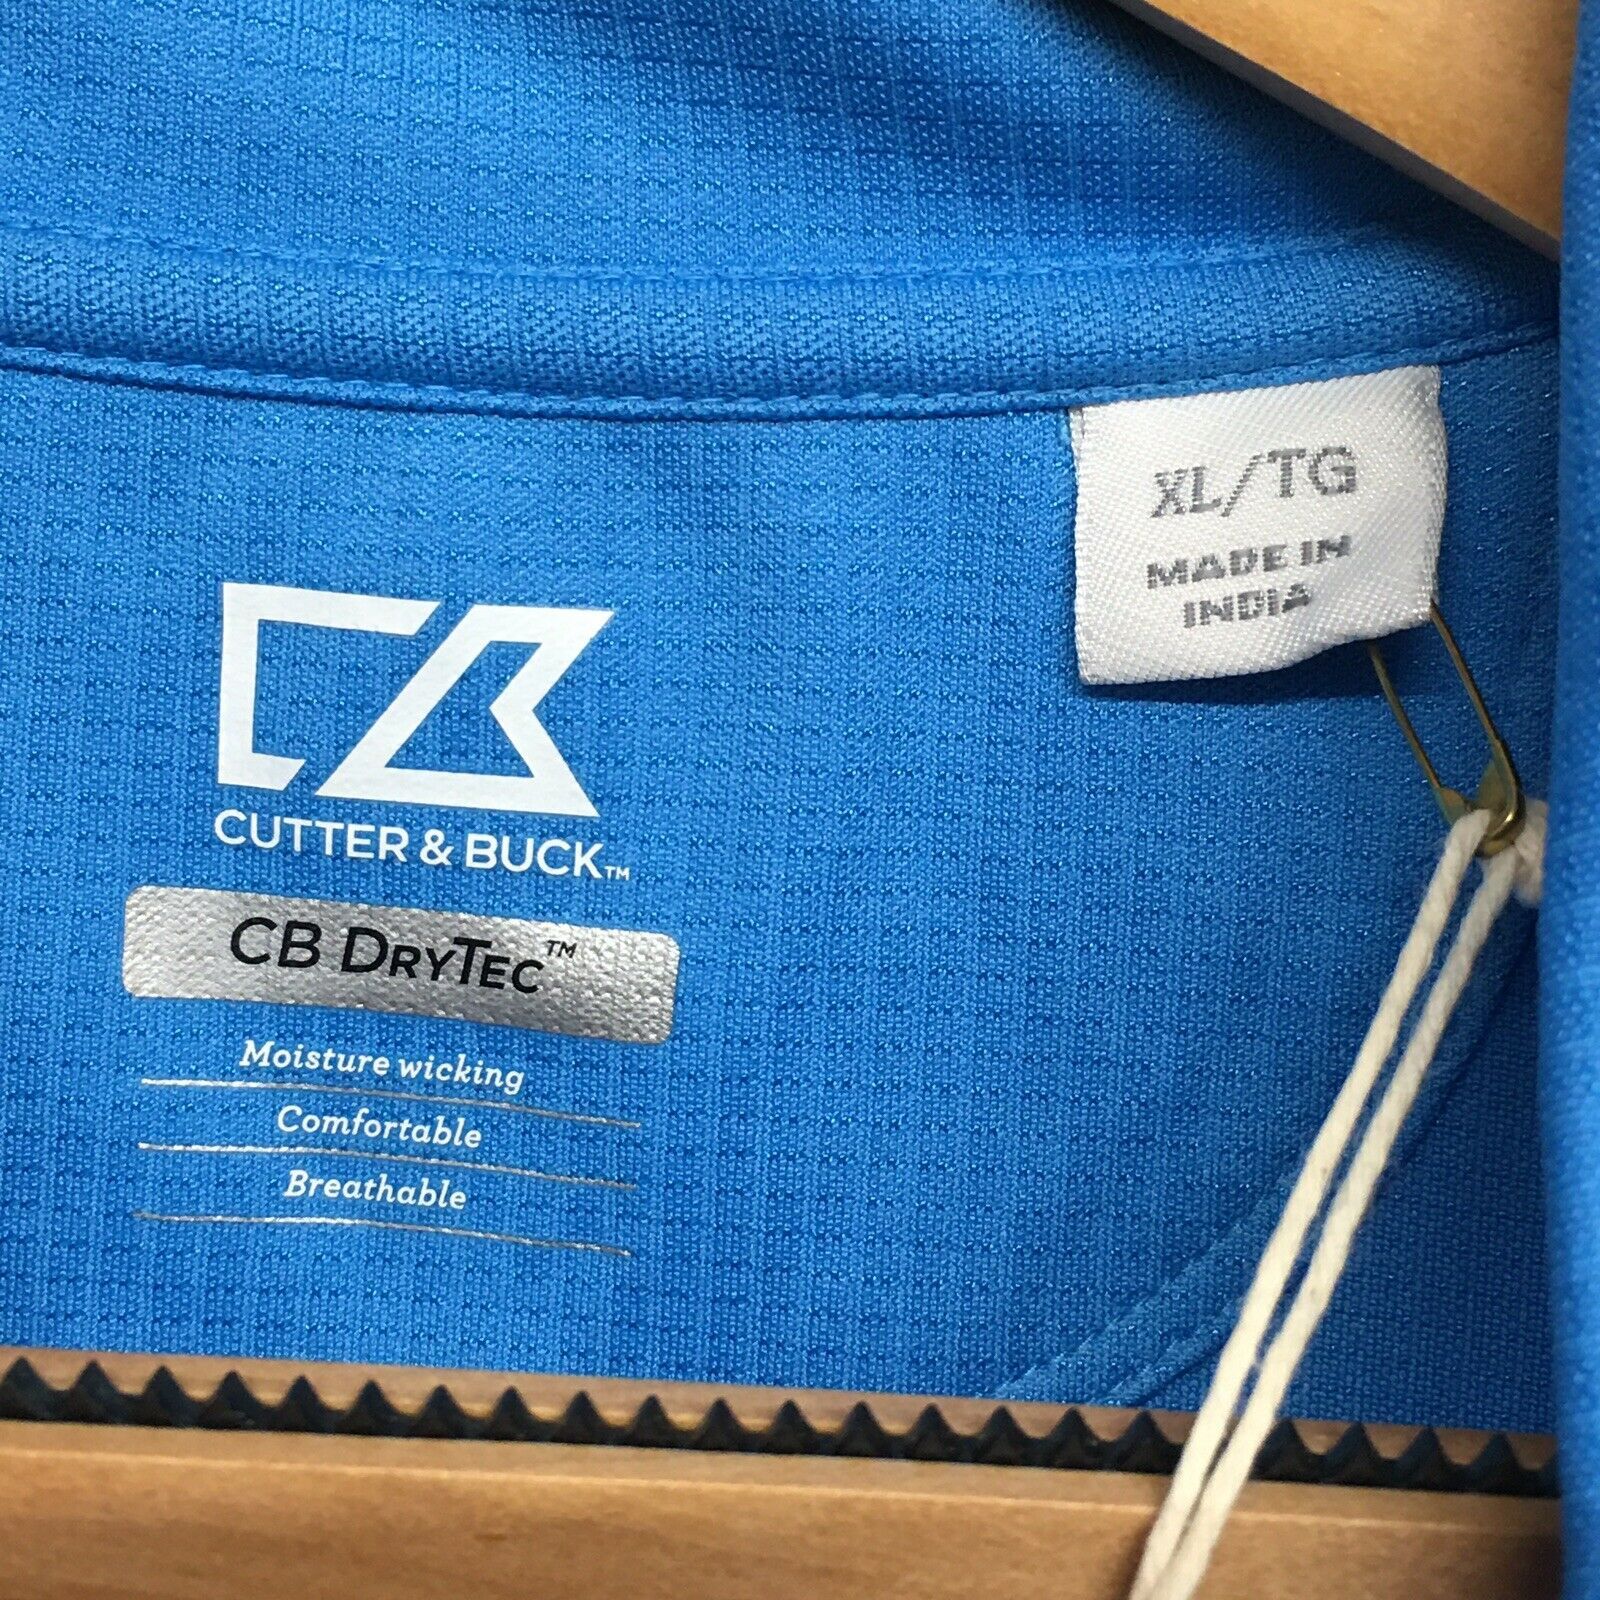 XL/TG
MADE IN
INDIA
CUTTER & BUCK™
CB DRYTEC™
Moisture wicking
Comfortable
Breathable